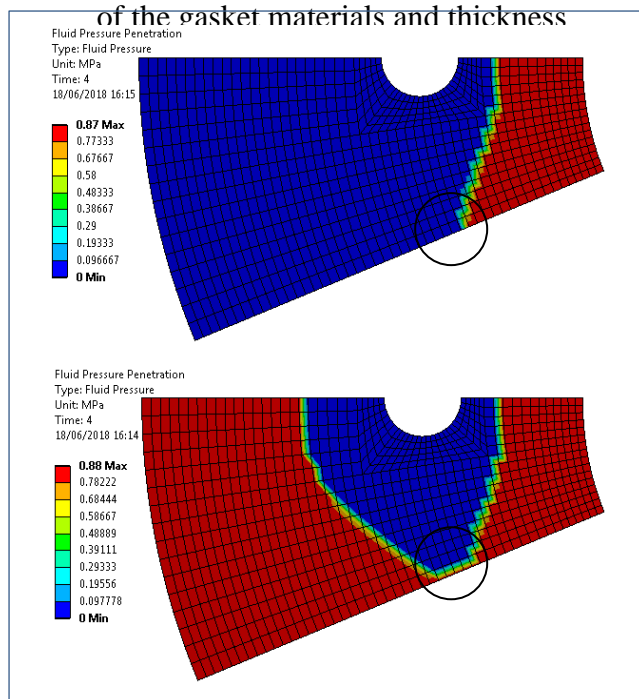 of the gasket materials and thickness
Fluid Pressure Penetration
Type: Fluid Pressure
Unit: MPa
Time: 4
18/06/2018 16:15
0.87 Max
0.77333
0.67667
0.58
0.48333
0.38667
0.29
0.19333
0.096667
0 Min
Fluid Pressure Penetration
Type: Fluid Pressure
Unit: MPa
Time: 4
18/06/2018 16:14
0.88 Max
0.78222
0.68444
0.58667
0.48889
0.39111
0.29333
0.19556
0.097778
0 Min